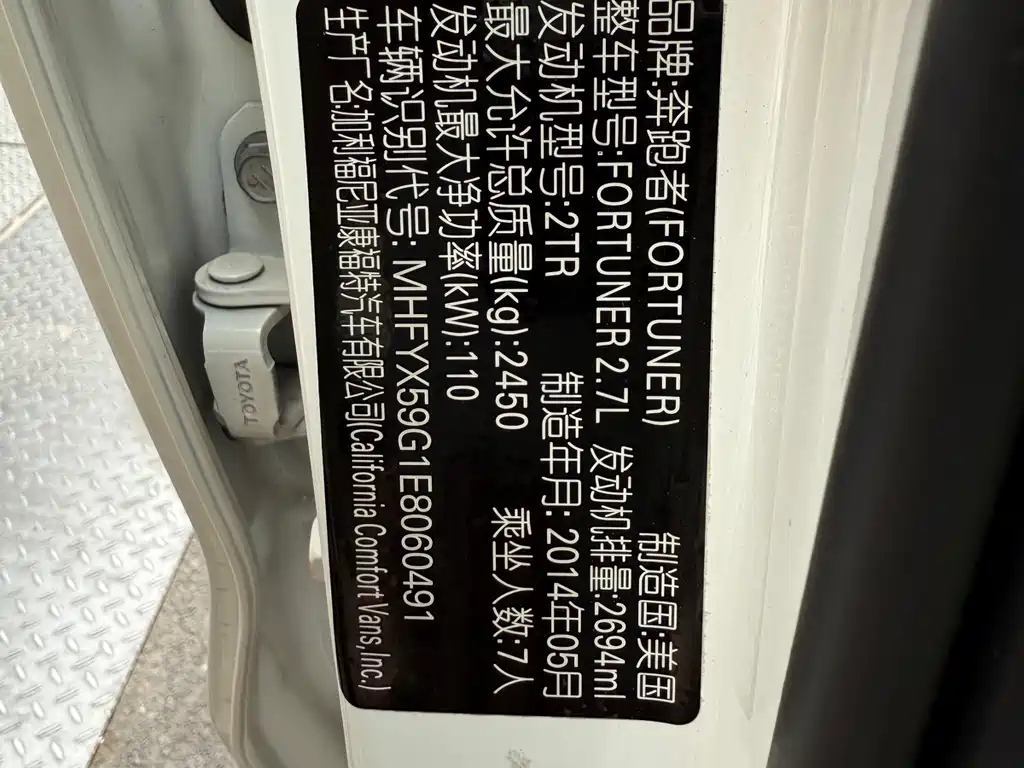 品牌:奔跑者(FORTUNER) 制造国:美国
整车型号:FORTUNER 2.7L 发动机排量:2694ml
发动机型号:2TR 制造年月: 2014年05月
最大允许总质量(kg):2450 乘坐人数:7人
发动机最大净功率(kW):110
车辆识别代号: MHFYX59G1E8060491
生产厂名:加利福尼亚康福特汽车有限公司(California Comfort Vans,Inc.)
TOYOTA